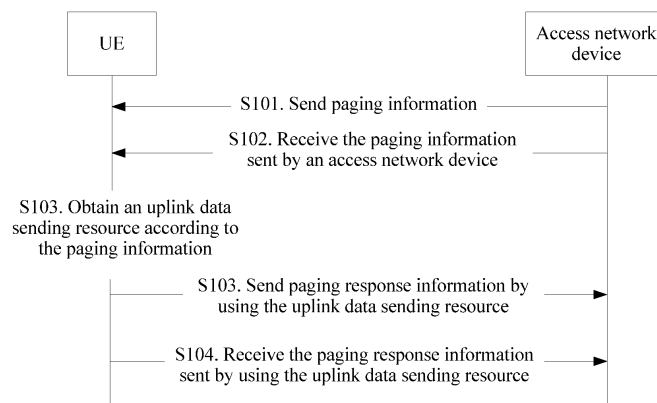 UE
Access network
device
S101. Send paging information
S102. Receive the paging information
sent by an access network device
S103. Obtain an uplink data
sending resource according to
the paging information
S103. Send paging response information by
using the uplink data sending resource
S104. Receive the paging response information
sent by using the uplink data sending resource